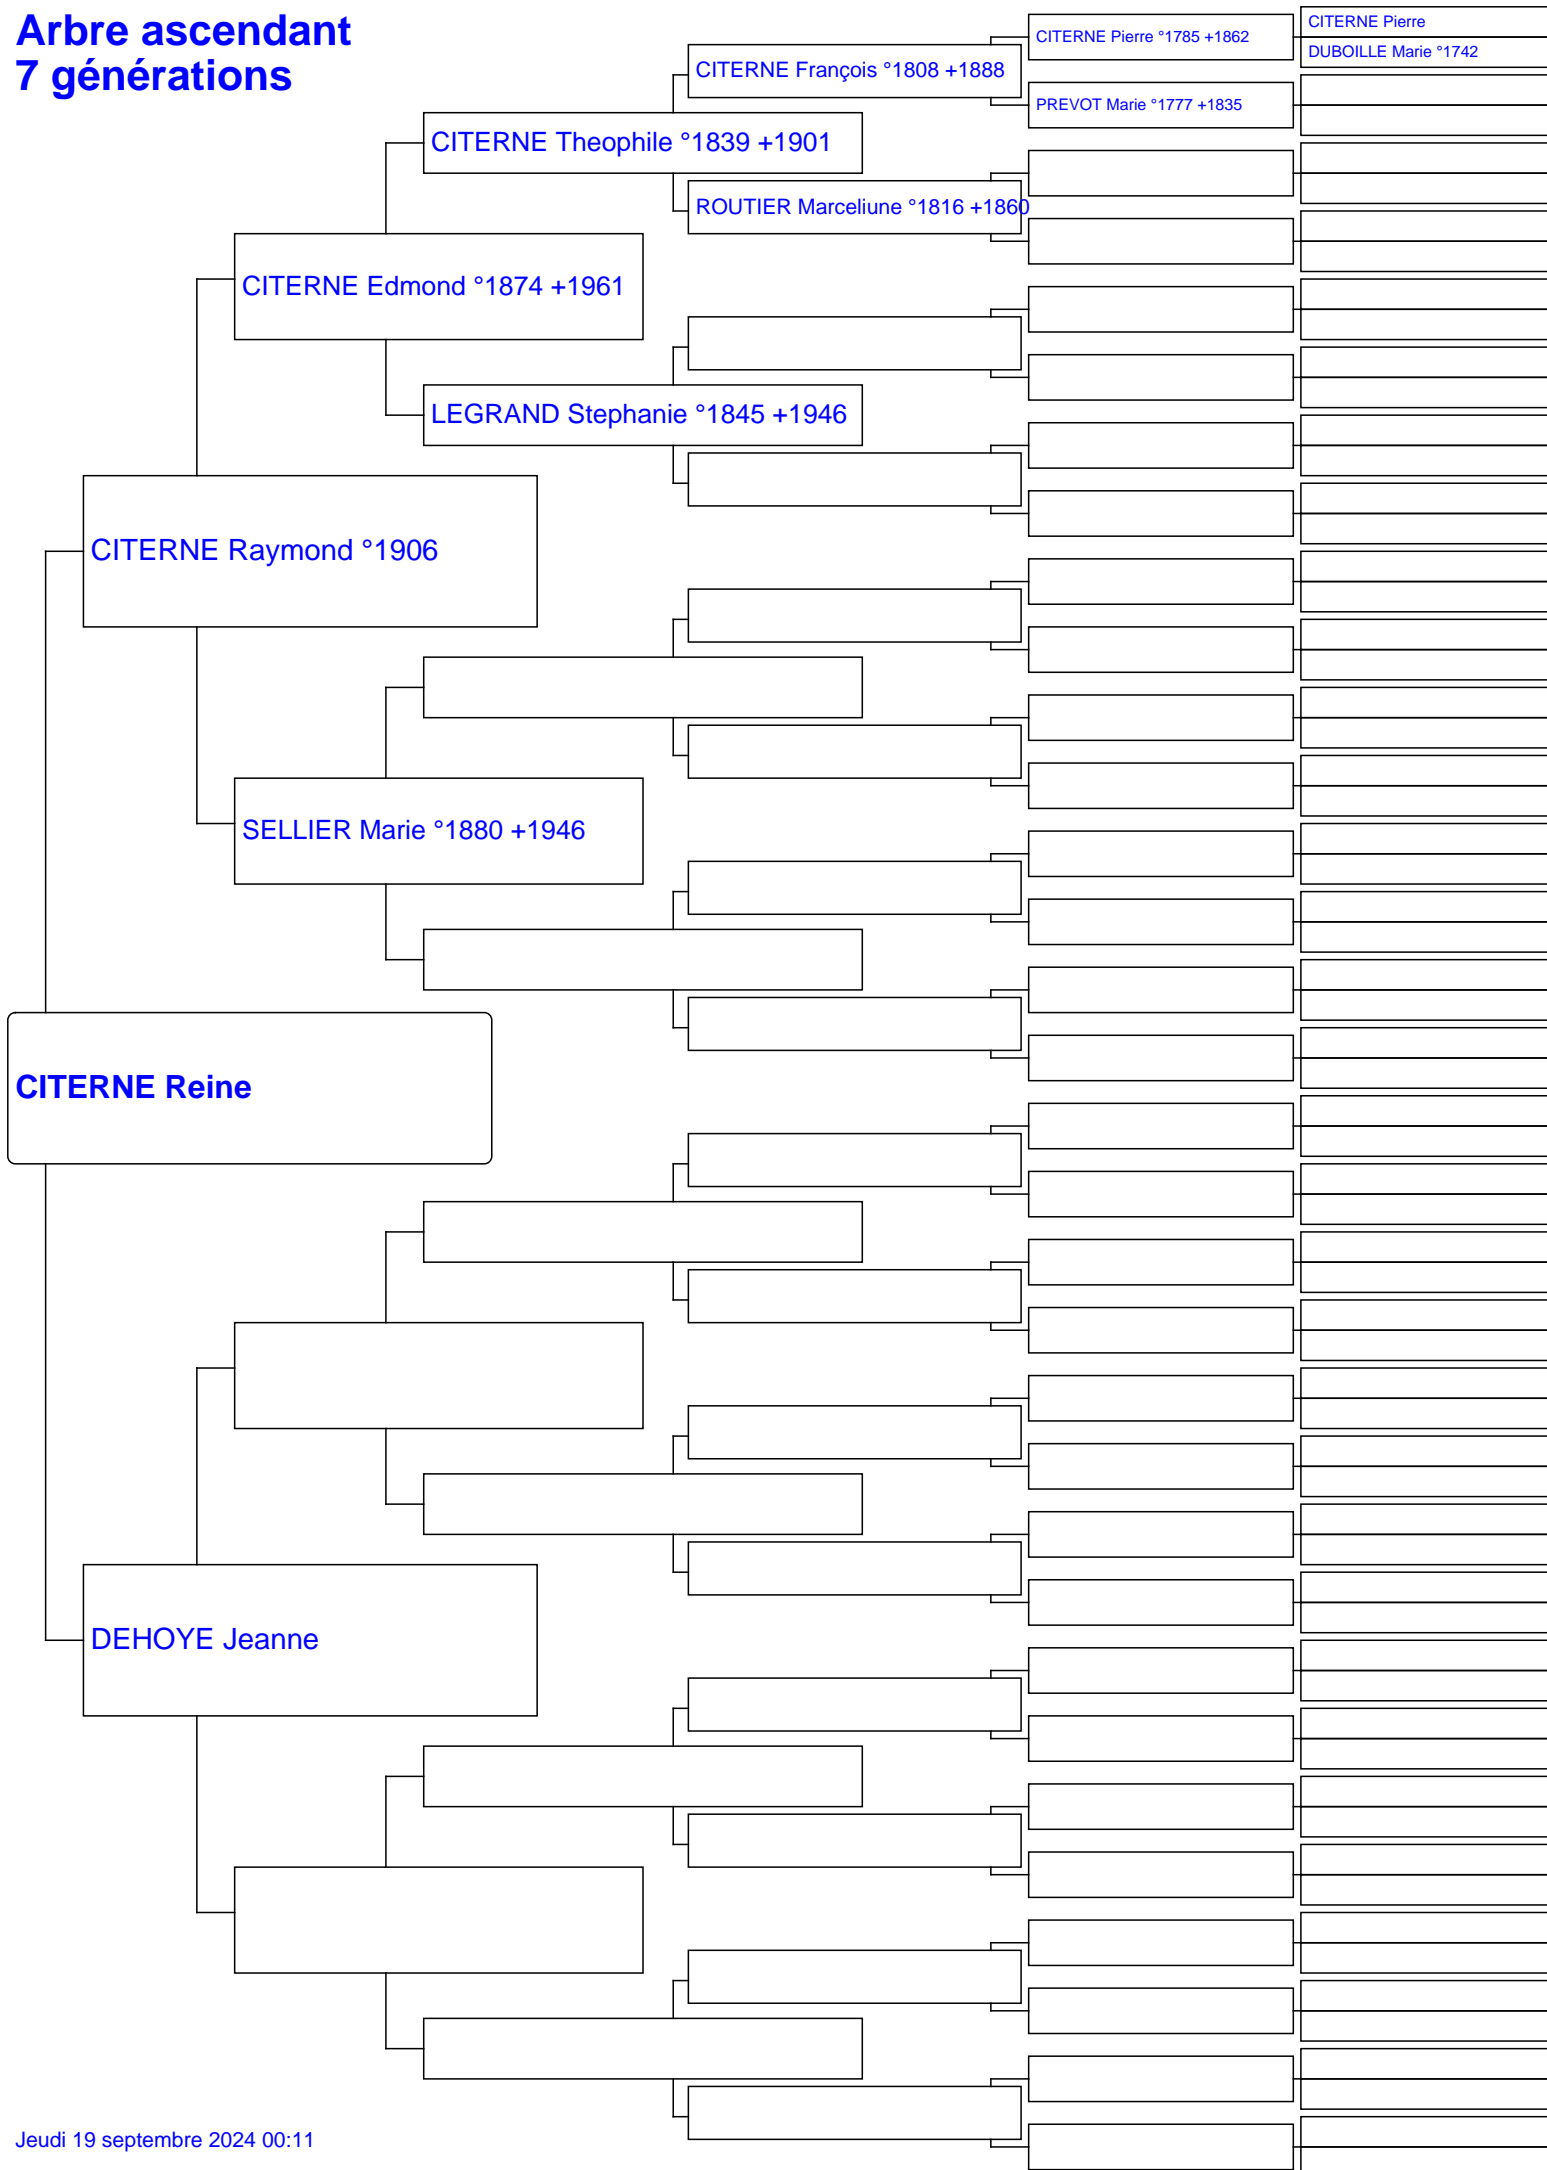 Arbre ascendant
7 générations
CITERNE Pierre
DUBOILLE Marie °1742
CITERNE Pierre °1785 +1862
CITERNE François °1808 +1888
PREVOT Marie °1777 +1835
CITERNE Theophile °1839 +1901
ROUTIER Marceliune °1816 +1860
CITERNE Edmond °1874 +1961
LEGRAND Stephanie °1845 +1946
CITERNE Raymond °1906
SELLIER Marie °1880 +1946
CITERNE Reine
DEHOYE Jeanne
Jeudi 19 septembre 2024 00:11